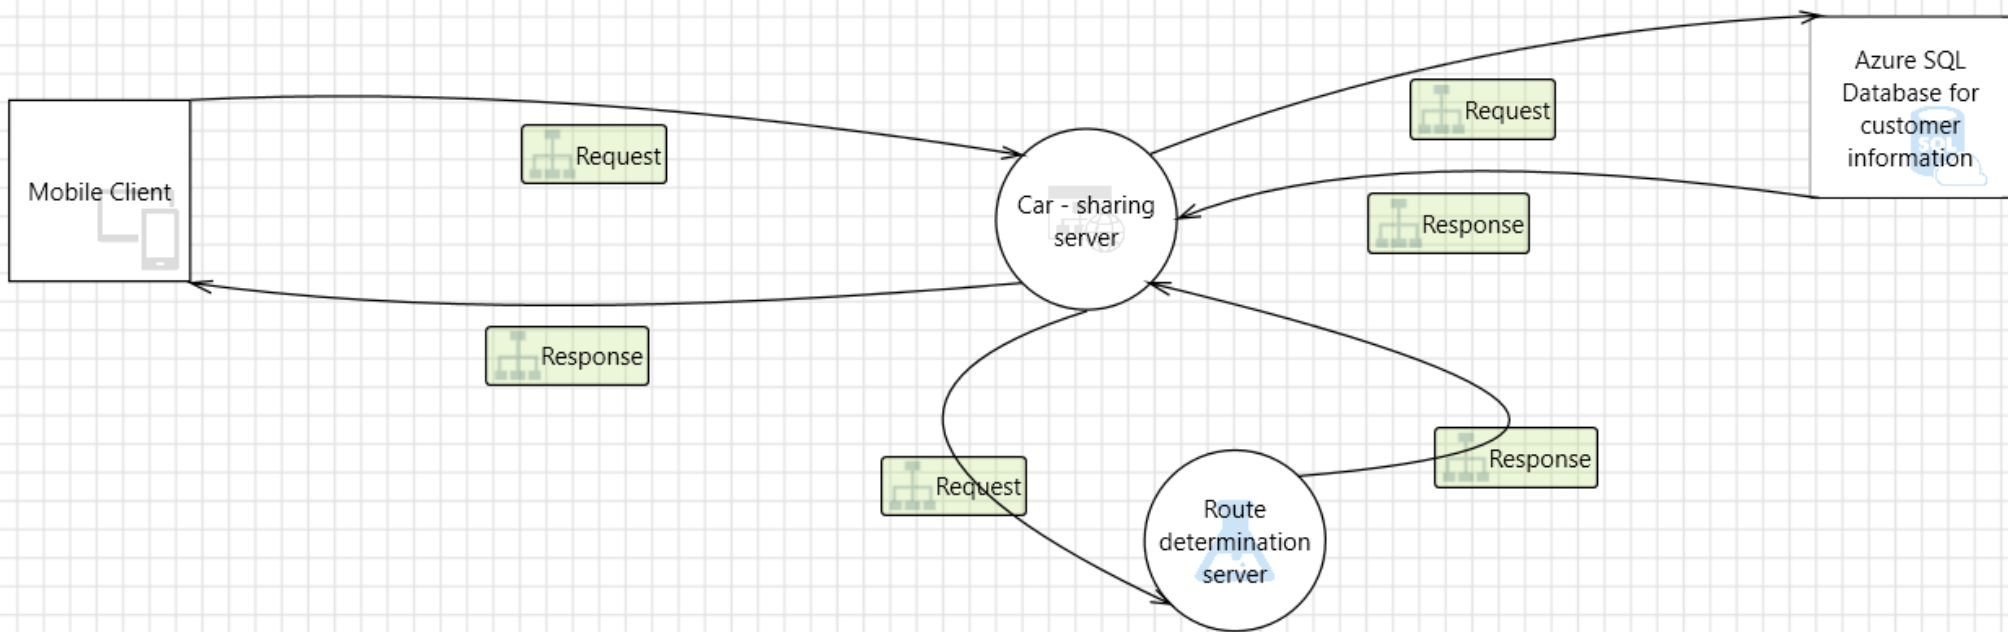 Mobile Client
Request
Response
Car - sharing
server
Request
Response
Azure SQL
Database for
customer
information
SQL
Request
Response
Route
determination
server